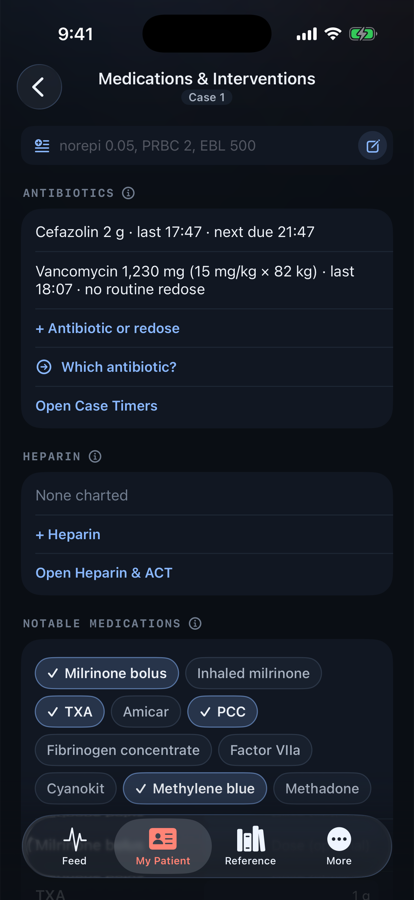 9:41
Medications & Interventions
Case 1
norepi 0.05, PRBC 2, EBL 500
ANTIBIOTICS
Cefazolin 2 g · last 17:47 · next due 21:47
Vancomycin 1,230 mg (15 mg/kg × 82 kg) · last
18:07 · no routine redose
+ Antibiotic or redose
Which antibiotic?
Open Case Timers
HEPARIN
None charted
+ Heparin
Open Heparin & ACT
NOTABLE MEDICATIONS
✓ Milrinone bolus Inhaled milrinone
✓ TXA Amicar ✓ PCC
Fibrinogen concentrate Factor VIIa
Cyanokit ✓ Methylene blue Methadone
Milrinone bolus
Feed My Patient Reference More
TXA 1 g